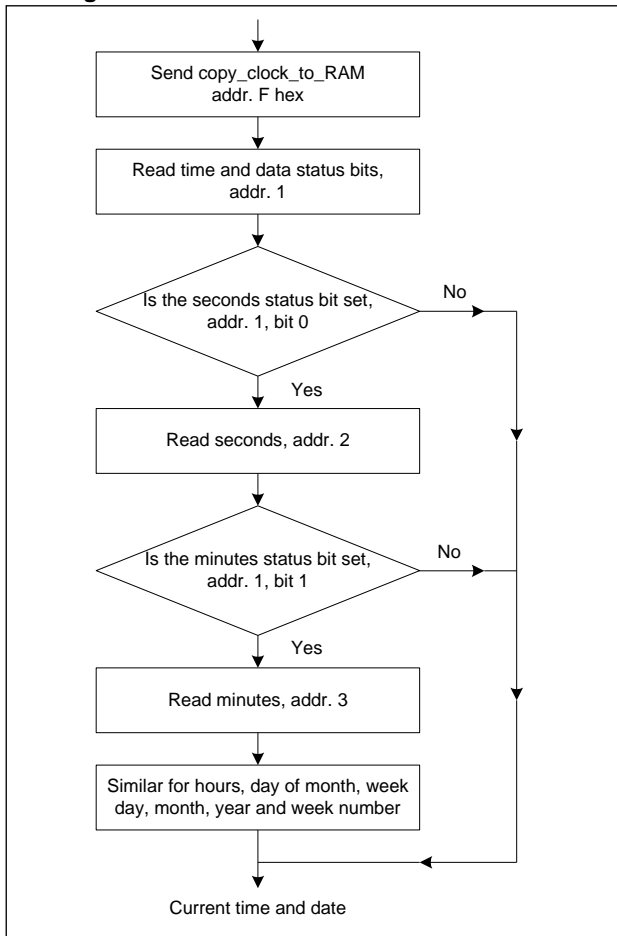 Send copy_clock_to_RAM
addr. F hex
Read time and data status bits,
addr. 1
Is the seconds status bit set,
addr. 1, bit 0
No
Yes
Read seconds, addr. 2
Is the minutes status bit set,
addr. 1, bit 1
No
Yes
Read minutes, addr. 3
Similar for hours, day of month, week
day, month, year and week number
Current time and date